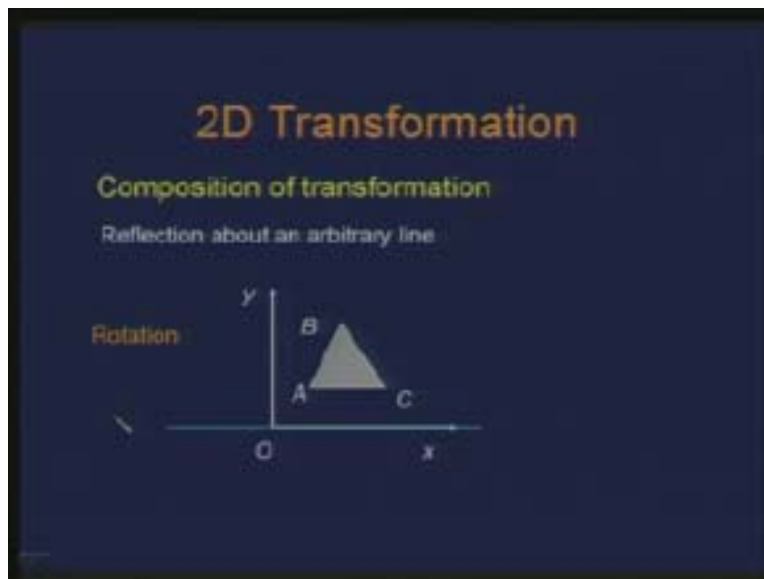 2D Transformation
Composition of transformation
Reflection about an arbitrary line
y
Rotation
B
A
C
O
x